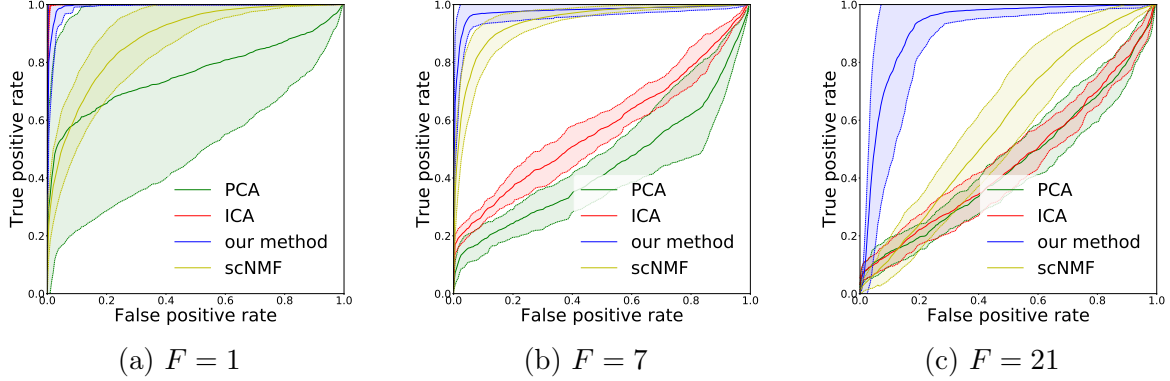 True positive rate
1.0
0.8
0.6
0.4
0.2
0.0
0.0 0.2 0.4 0.6 0.8 1.0
False positive rate
PCA
ICA
our method
scNMF
(a) F = 1
True positive rate
1.0
0.8
0.6
0.4
0.2
0.0
0.0 0.2 0.4 0.6 0.8 1.0
False positive rate
PCA
ICA
our method
scNMF
(b) F = 7
True positive rate
1.0
0.8
0.6
0.4
0.2
0.0
0.0 0.2 0.4 0.6 0.8 1.0
False positive rate
PCA
ICA
our method
scNMF
(c) F = 21